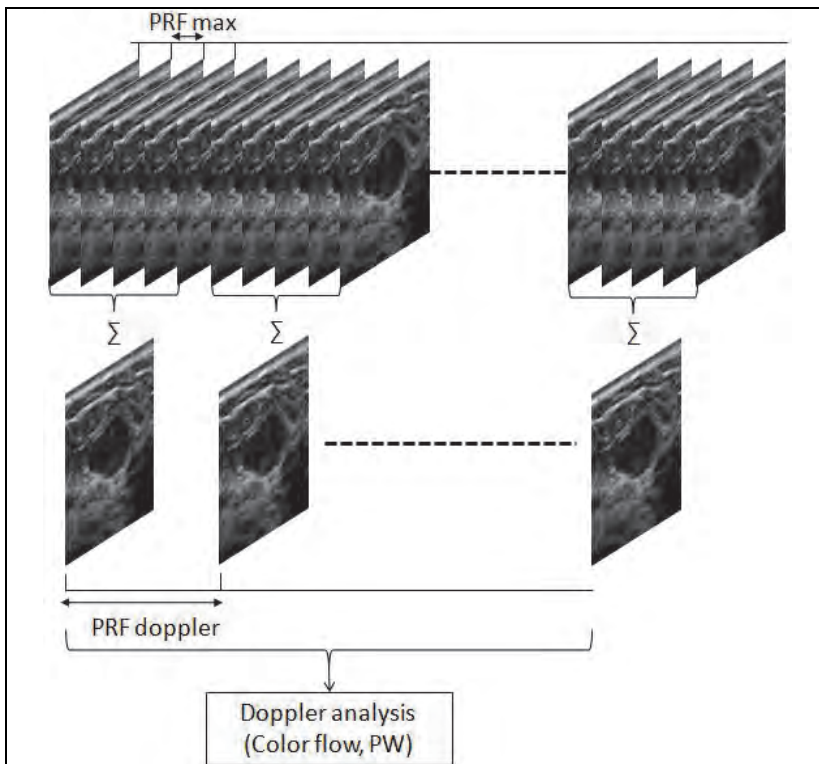 PRF max
∑ ∑ ∑
PRF doppler
Doppler analysis
(Color flow, PW)